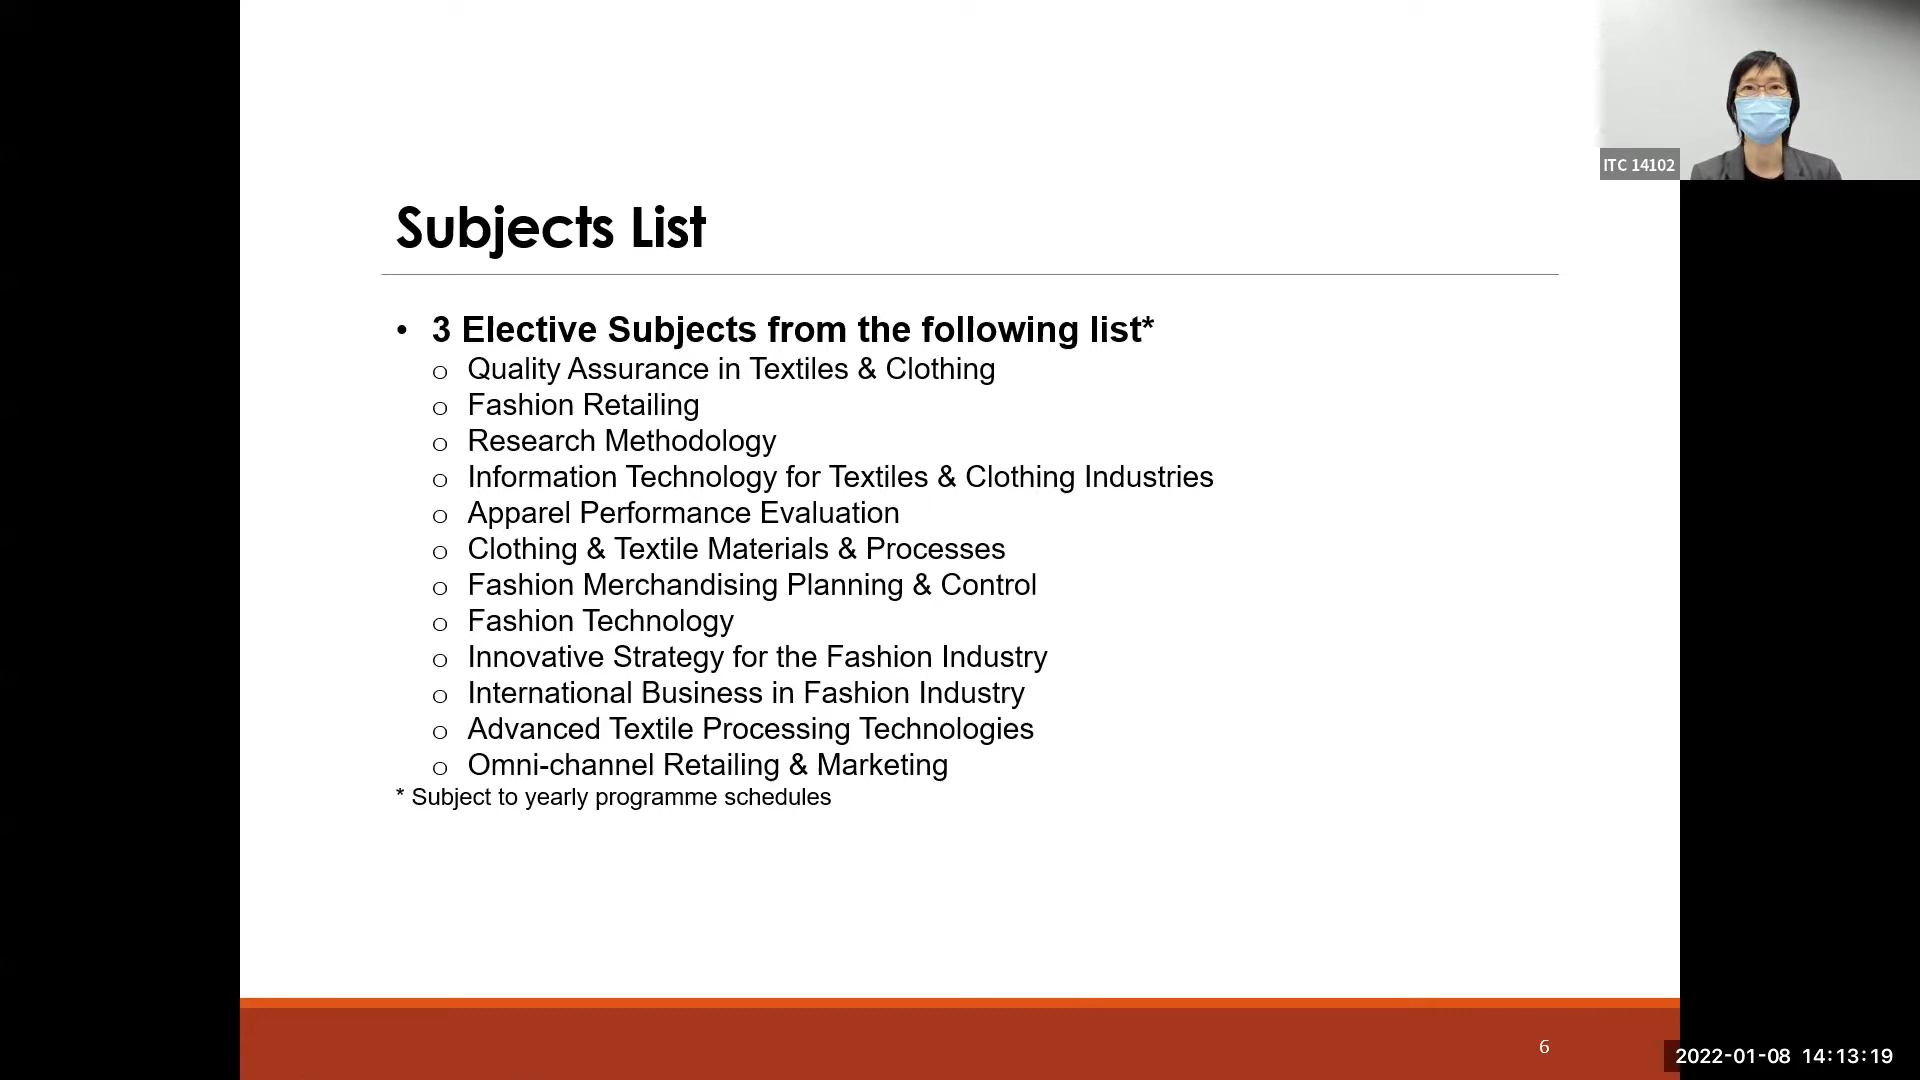 ITC 14102
Subjects List
• 3 Elective Subjects from the following list*
o Quality Assurance in Textiles & Clothing
o Fashion Retailing
o Research Methodology
o Information Technology for Textiles & Clothing Industries
o Apparel Performance Evaluation
o Clothing & Textile Materials & Processes
o Fashion Merchandising Planning & Control
o Fashion Technology
o Innovative Strategy for the Fashion Industry
o International Business in Fashion Industry
o Advanced Textile Processing Technologies
o Omni-channel Retailing & Marketing
* Subject to yearly programme schedules
6
2022-01-08 14:13:19